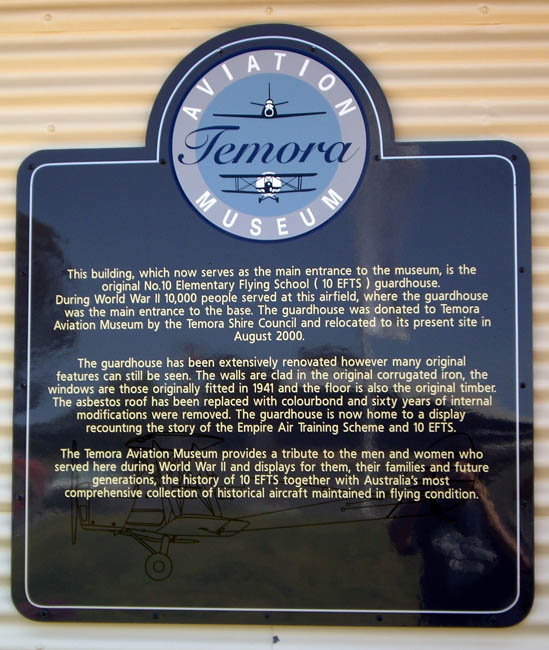 AVIATION
Temora
MUSEUM
This building, which now serves as the main entrance to the museum, is the
original No.10 Elementary Flying School ( 10 EFTS ) guardhouse.
During World War II 10,000 people served at this airfield, where the guardhouse
was the main entrance to the base. The guardhouse was donated to Temora
Aviation Museum by the Temora Shire Council and relocated to its present site in
August 2000.
The guardhouse has been extensively renovated however many original
features can still be seen. The walls are clad in the original corrugated iron, the
windows are those originally fitted in 1941 and the floor is also the original timber.
The asbestos roof has been replaced with colourbond and sixty years of internal
modifications were removed. The guardhouse is now home to a display
recounting the story of the Empire Air Training Scheme and 10 EFTS.
The Temora Aviation Museum provides a tribute to the men and women who
served here during World War II and displays for them, their families and future
generations, the history of 10 EFTS together with Australia's most
comprehensive collection of historical aircraft maintained in flying condition.